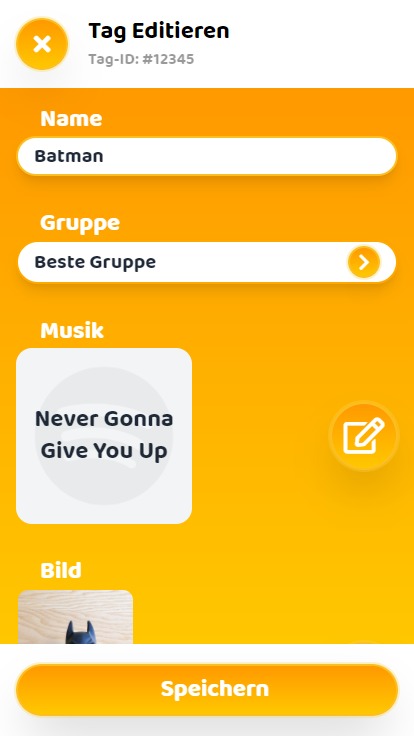 Tag Editieren
Tag-ID: #12345
Name
Batman
Gruppe
Beste Gruppe
Musik
Never Gonna
Give You Up
Bild
Speichern